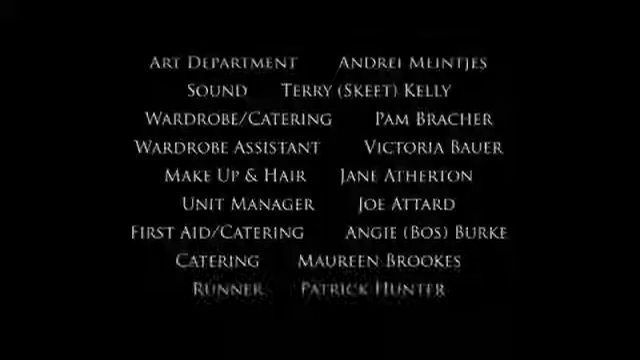 Art Department Andrei Meintjes
Sound Terry (Skeet) Kelly
Wardrobe/Catering Pam Bracher
Wardrobe Assistant Victoria Bauer
Make Up & Hair Jane Atherton
Unit Manager Joe Attard
First Aid/Catering Angie (Bos) Burke
Catering Maureen Brookes
Runner Patrick Hunter